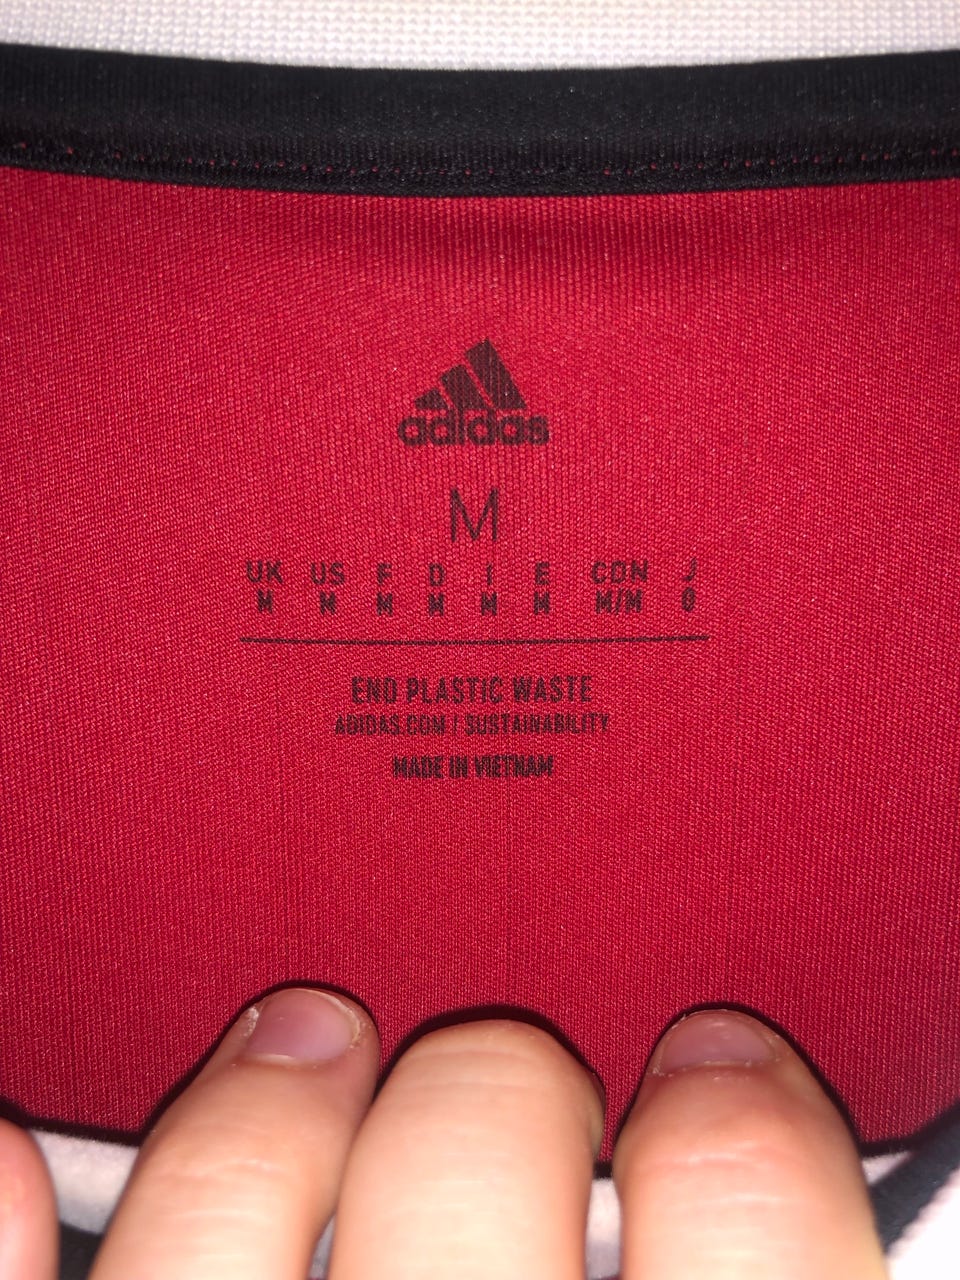 adidas
M
UK US F D I E CDN J
M M M M M M M/M O
END PLASTIC WASTE
ADIDAS.COM | SUSTAINABILITY
MADE IN VIETNAM